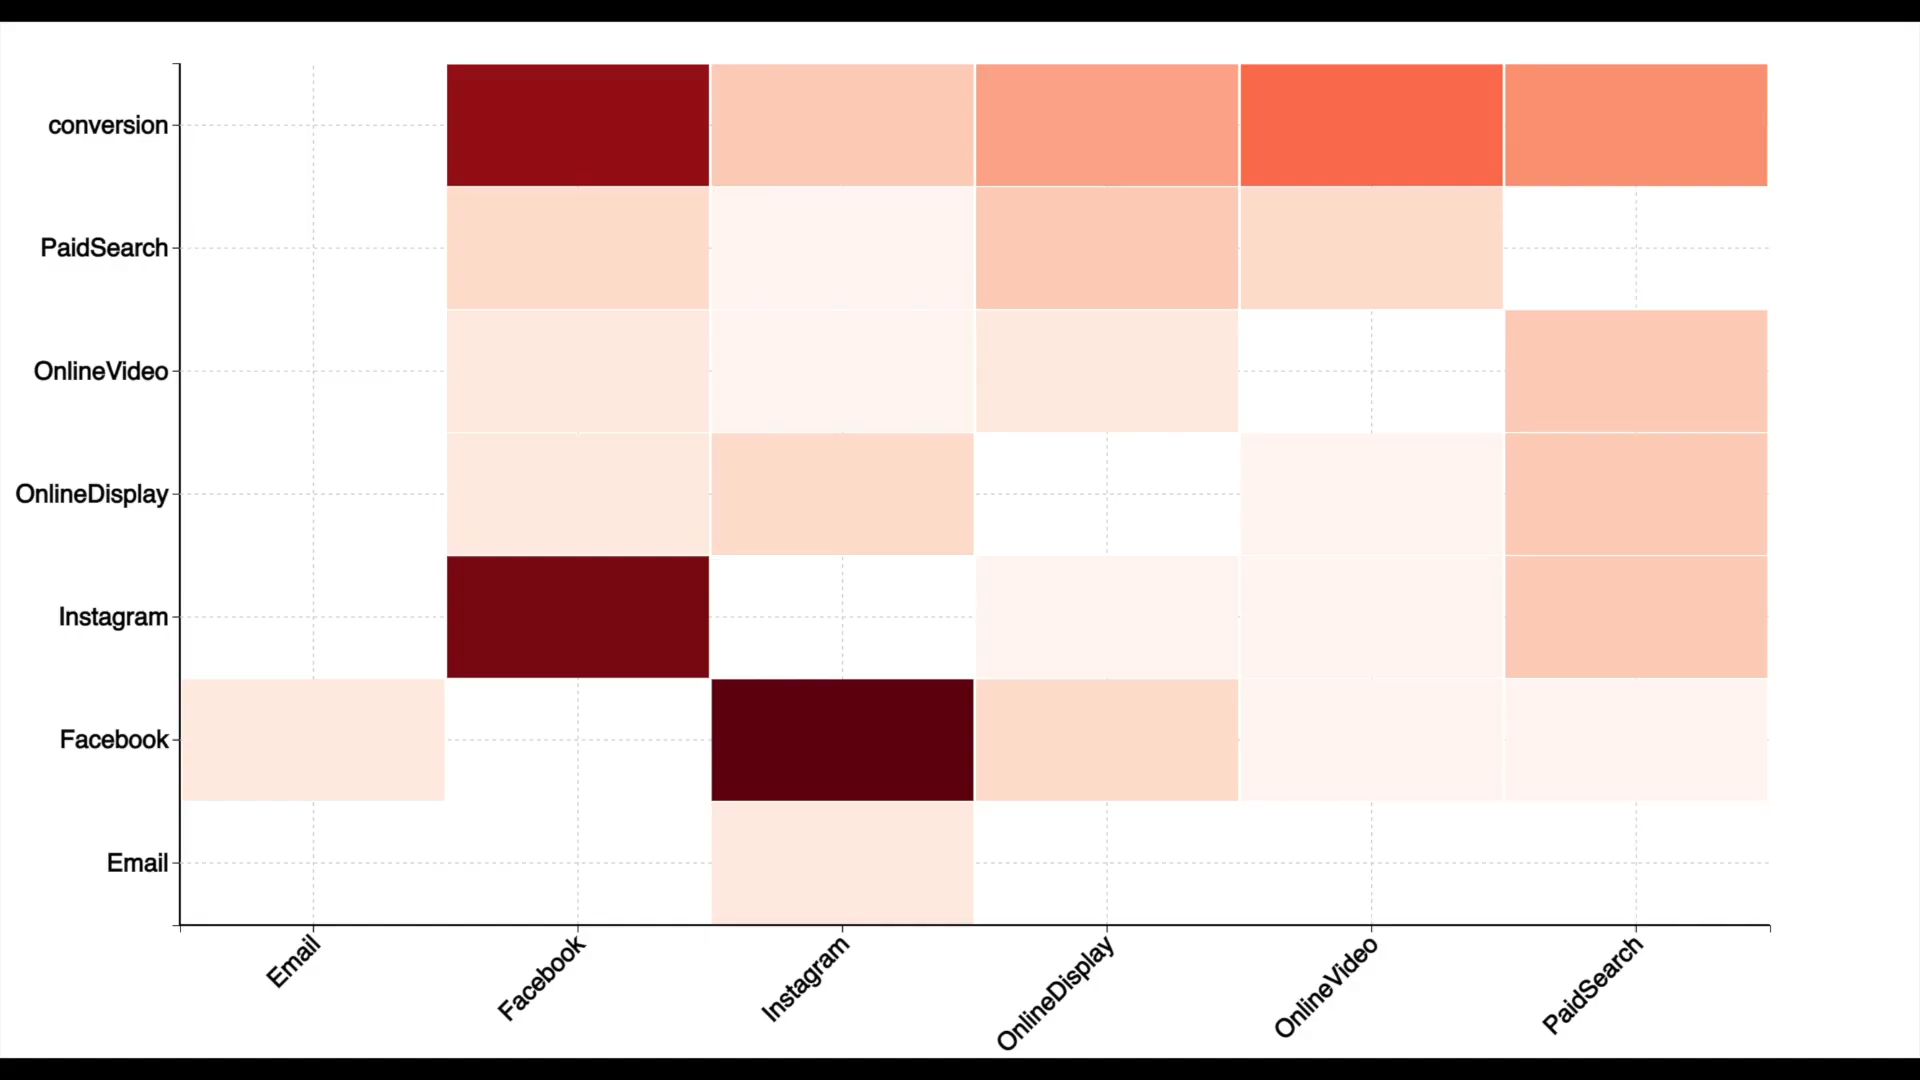 conversion
PaidSearch
OnlineVideo
OnlineDisplay
Instagram
Facebook
Email
Email
Facebook
Instagram
OnlineDisplay
OnlineVideo
PaidSearch